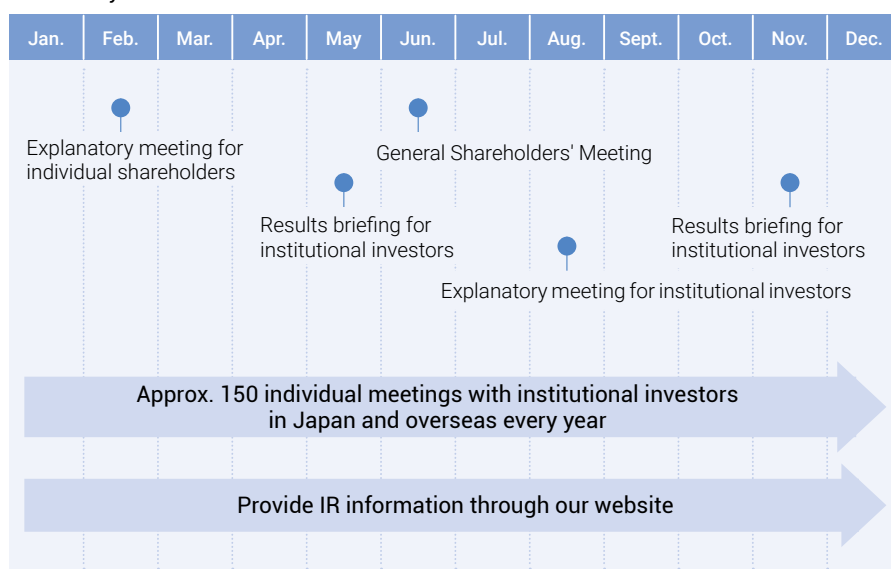 Jan. Feb. Mar. Apr. May Jun. Jul. Aug. Sept. Oct. Nov. Dec.
Explanatory meeting for
individual shareholders
General Shareholders' Meeting
Results briefing for
institutional investors
Results briefing for
institutional investors
Explanatory meeting for institutional investors
Approx. 150 individual meetings with institutional investors
in Japan and overseas every year
Provide IR information through our website